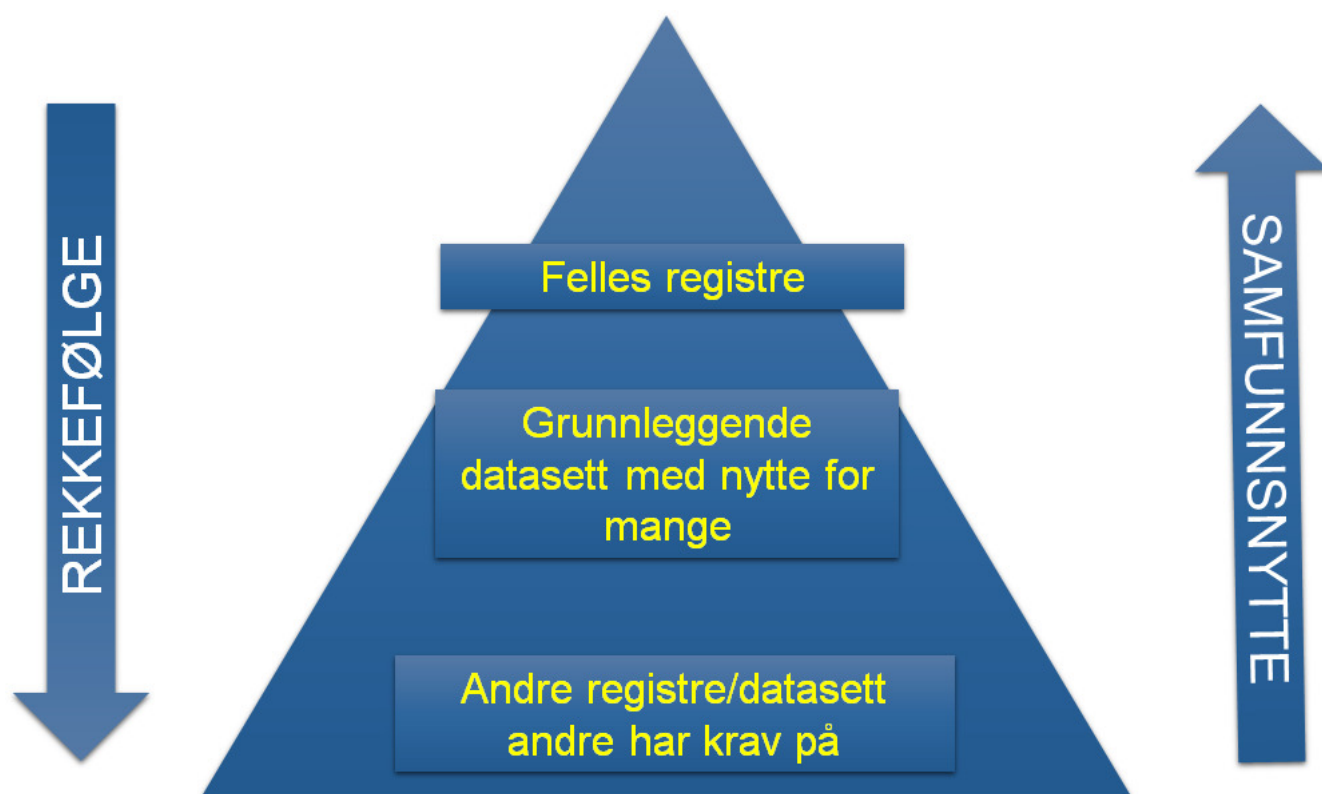 REKKEFØLGE
Felles registre
Grunnleggende
datasett med nytte for
mange
Andre registre/datasett
andre har krav på
SAMFUNNSNYTTE